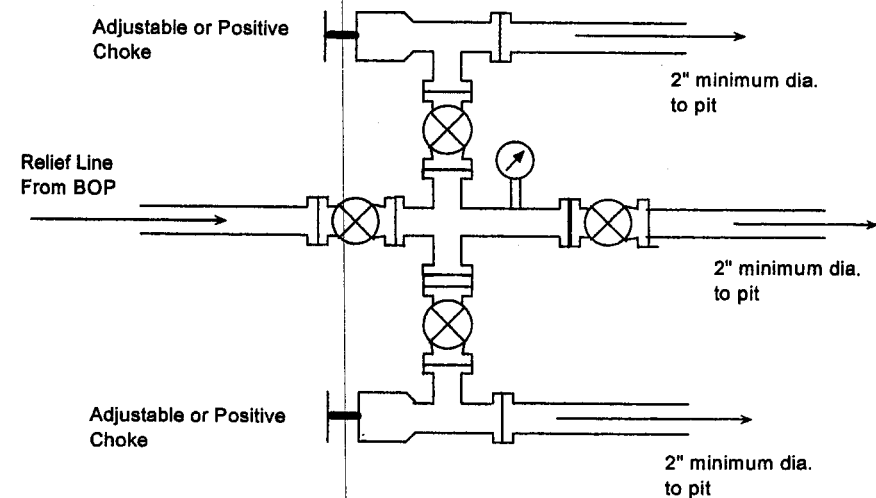 Adjustable or Positive
Choke
2" minimum dia.
to pit
Relief Line
From BOP
2" minimum dia.
to pit
Adjustable or Positive
Choke
2" minimum dia.
to pit